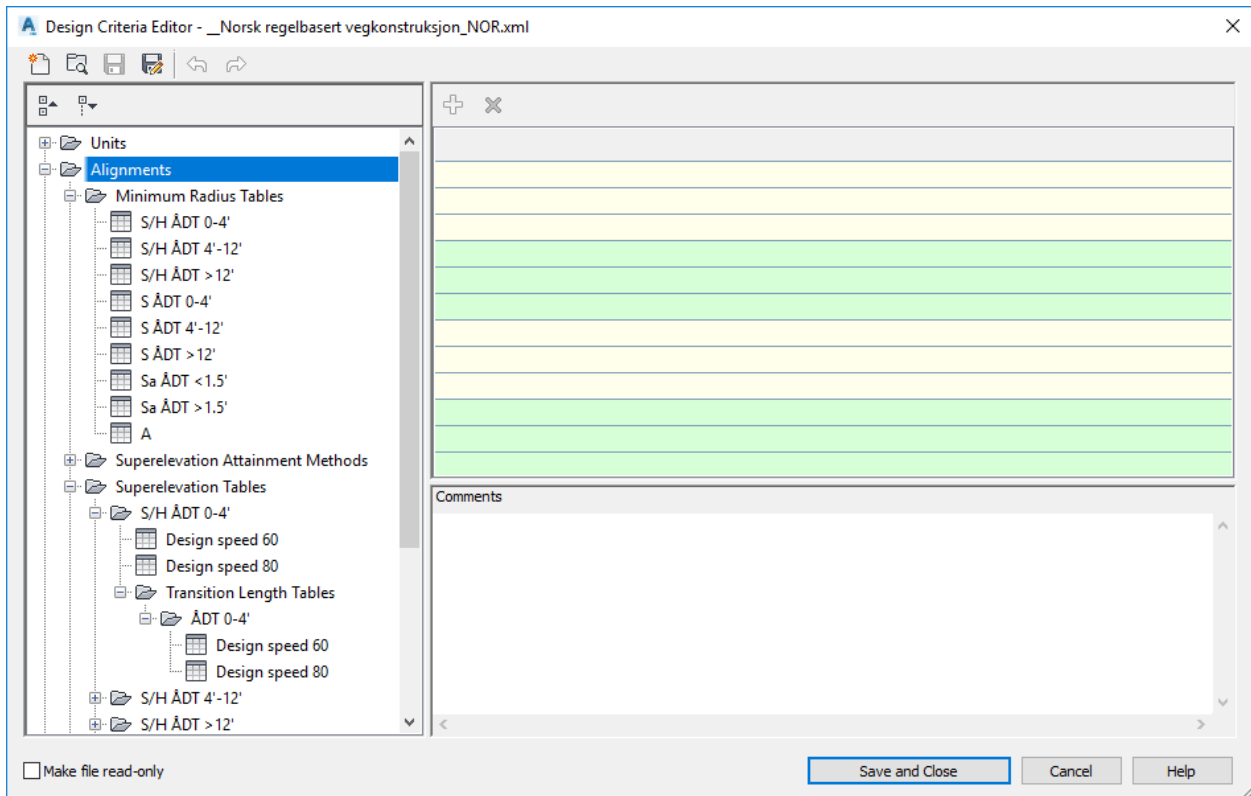 Design Criteria Editor - __Norsk regelbasert vegkonstruksjon_NOR.xml
Units
Alignments
Minimum Radius Tables
S/H ÅDT 0-4'
S/H ÅDT 4'-12'
S/H ÅDT >12'
S ÅDT 0-4'
S ÅDT 4'-12'
S ÅDT >12'
Sa ÅDT <1.5'
Sa ÅDT >1.5'
A
Superelevation Attainment Methods
Superelevation Tables
S/H ÅDT 0-4'
Design speed 60
Design speed 80
Transition Length Tables
ÅDT 0-4'
Design speed 60
Design speed 80
S/H ÅDT 4'-12'
S/H ÅDT >12'
Comments
Make file read-only
Save and Close
Cancel
Help